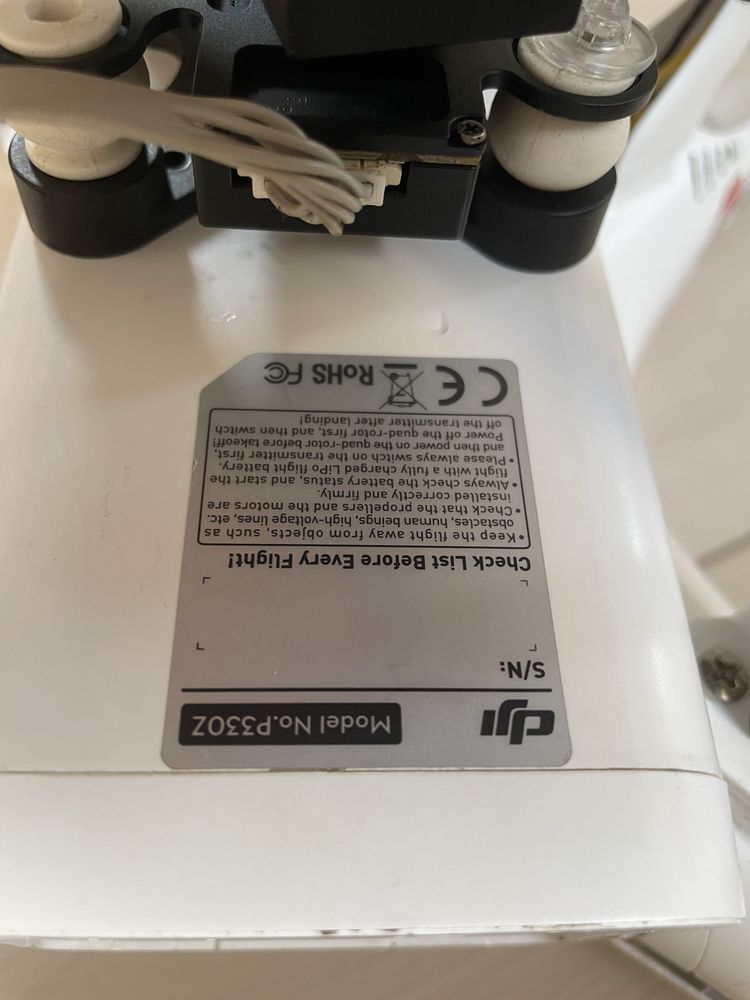 dji Model No.P330Z
S/N:
Check List Before Every Flight!
• Keep the flight away from objects, such as
obstacles, human beings, high-voltage lines, etc.
• Check that the propellers and the motors are
installed correctly and firmly.
• Always check the battery status, and start the
flight with a fully charged LiPo flight battery.
• Please always switch on the transmitter first,
and then power on the quad-rotor before takeoff!
Power off the quad-rotor first, and then switch
off the transmitter after landing!
CE RoHS FC